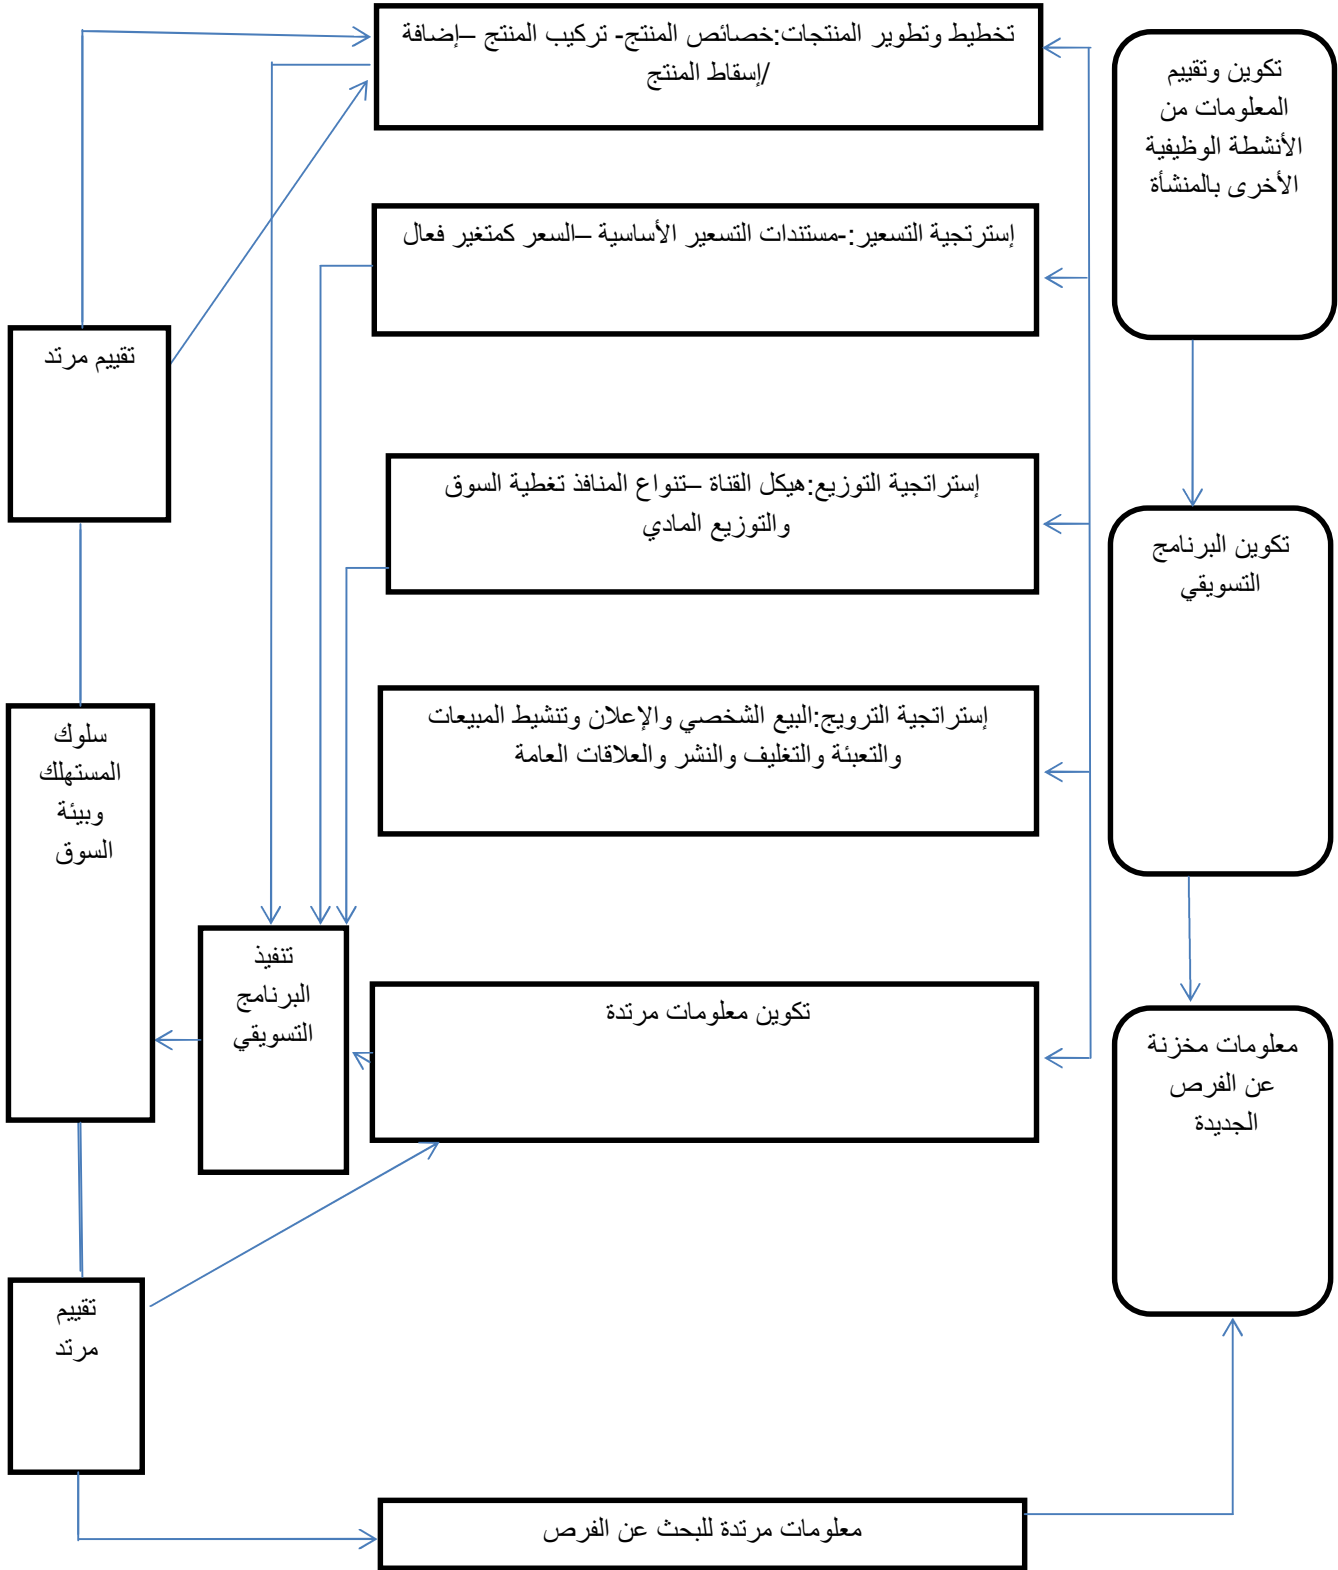 تكوين وتقييم
المعلومات من
الأنشطة الوظيفية
الأخرى بالمنشأة
تخطيط وتطوير المنتجات:خصائص المنتج- تركيب المنتج –إضافة
/إسقاط المنتج
إسترتجية التسعير:-مستندات التسعير الأساسية –السعر كمتغير فعال
تقييم مرتد
إستراتجية التوزيع:هيكل القناة –تنواع المنافذ تغطية السوق
والتوزيع المادي
تكوين البرنامج
التسويقي
إستراتجية الترويج:البيع الشخصي والإعلان وتنشيط المبيعات
والتعبئة والتغليف والنشر والعلاقات العامة
سلوك
المستهلك
وبيئة
السوق
تنفيذ
البرنامج
التسويقي
تكوين معلومات مرتدة
معلومات مخزنة
عن الفرص
الجديدة
تقييم
مرتد
معلومات مرتدة للبحث عن الفرص